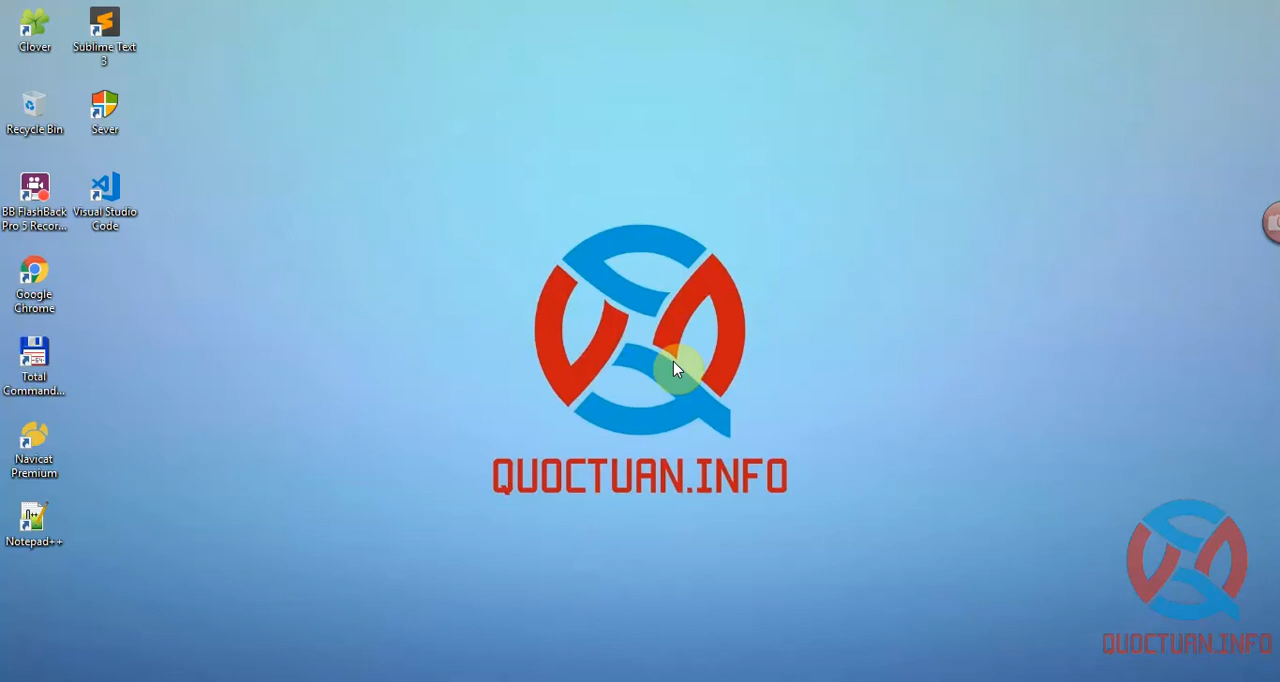 Clover
Sublime Text
3
Recycle Bin
Sever
BB FlashBack
Pro 5 Recor...
Visual Studio
Code
Google
Chrome
Total
Command...
Navicat
Premium
Notepad++
QUOCTUAN.INFO
QUOCTUAN.INFO